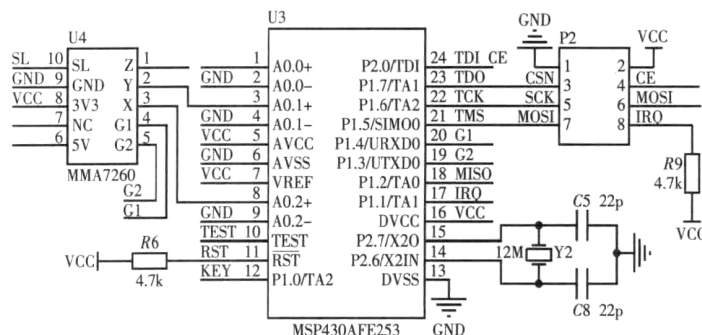 U4
SL 10 SL Z 1
GND 9 GND Y 2
VCC 8 3V3 X 3
7 NC G1 4
6 5V G2 5
MMA7260
G2
G1
U3
1 A0.0+ P2.0/TDI 24 TDI CE
GND 2 A0.0- P1.7/TA1 23 TDO
3 A0.1+ P1.6/TA2 22 TCK
GND 4 A0.1- P1.5/SIMO0 21 TMS
VCC 5 AVCC P1.4/URXD0 20 G1
GND 6 AVSS P1.3/UTXD0 19 G2
VCC 7 VREF P1.2/TA0 18 MISO
8 A0.2+ P1.1/TA1 17 IRQ
GND 9 A0.2- DVCC 16 VCC
TEST 10 TEST P2.7/X2O 15
RST 11 RST P2.6/X2IN 14
KEY 12 P1.0/TA2 DVSS 13
MSP430AFE253
VCC R6
4.7k
GND
GND P2 VCC
1 2
CSN 3 4 CE
SCK 5 6 MOSI
MOSI 7 8 IRQ
R9
4.7k
VCC
C5 22p
12M Y2
C8 22p